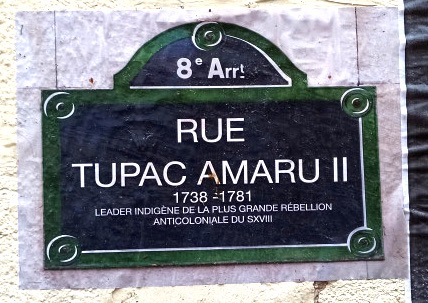 8e Arrt.
RUE
TUPAC AMARU II
1738 -1781
LEADER INDIGÈNE DE LA PLUS GRANDE RÉBELLION
ANTICOLONIALE DU SXVIII